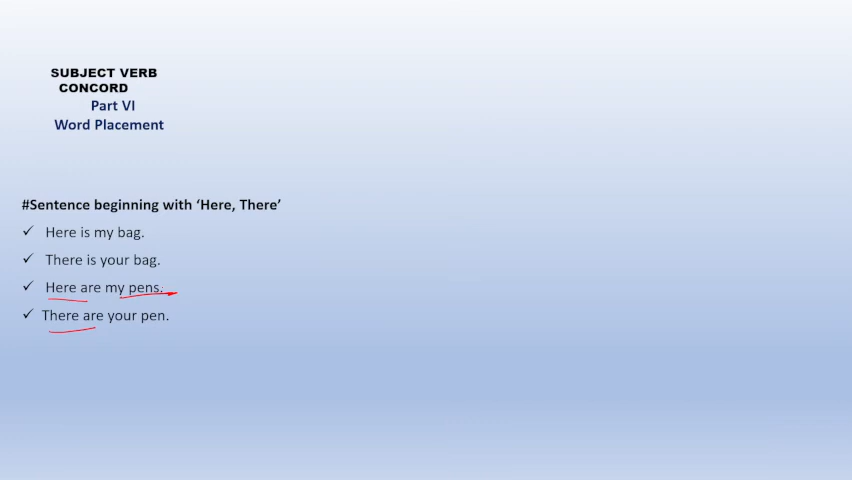 SUBJECT VERB
CONCORD
Part VI
Word Placement
#Sentence beginning with ‘Here, There’
✓ Here is my bag.
✓ There is your bag.
✓ Here are my pens.
✓ There are your pen.